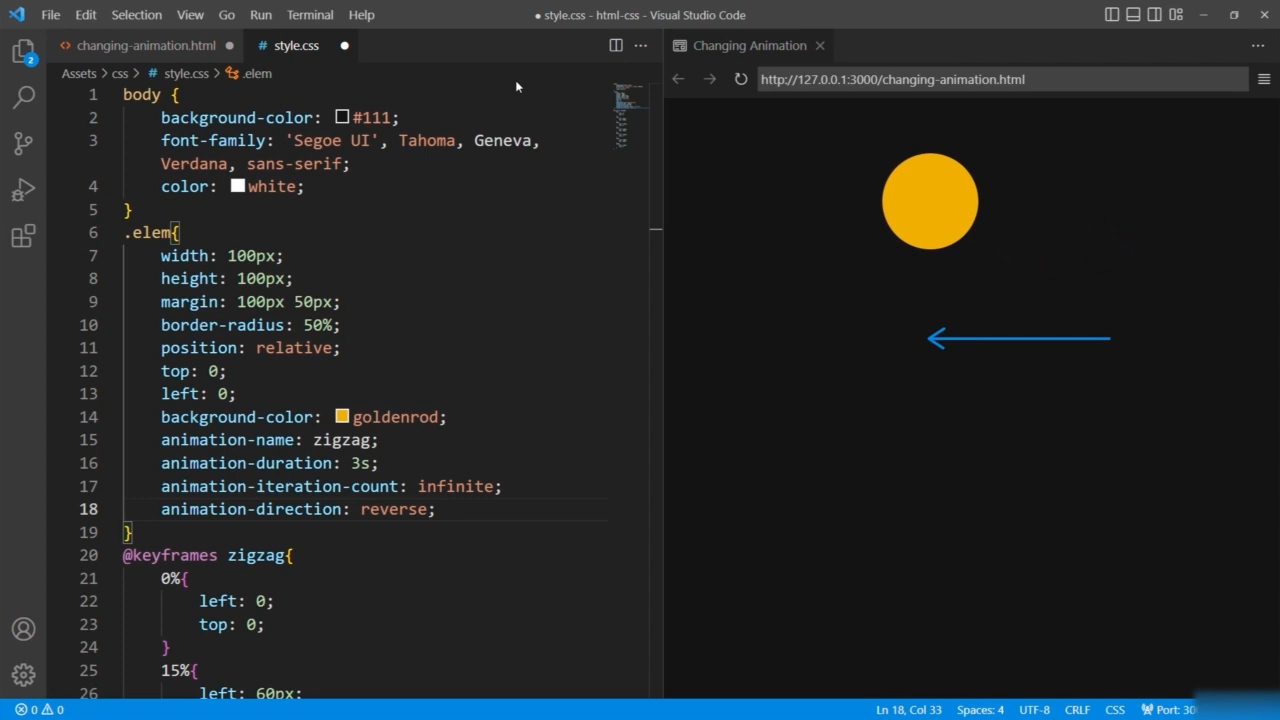 File Edit Selection View Go Run Terminal Help
● style.css - html-css - Visual Studio Code
changing-animation.html
# style.css
Changing Animation
Assets > css > # style.css > .elem
http://127.0.0.1:3000/changing-animation.html
2
1 body {
2 background-color: #111;
3 font-family: 'Segoe UI', Tahoma, Geneva,
Verdana, sans-serif;
4 color: white;
5 }
6 .elem{
7 width: 100px;
8 height: 100px;
9 margin: 100px 50px;
10 border-radius: 50%;
11 position: relative;
12 top: 0;
13 left: 0;
14 background-color: goldenrod;
15 animation-name: zigzag;
16 animation-duration: 3s;
17 animation-iteration-count: infinite;
18 animation-direction: reverse;
19 }
20 @keyframes zigzag{
21 0%{
22 left: 0;
23 top: 0;
24 }
25 15%{
26 left: 60px;
0 0
Ln 18, Col 33 Spaces: 4 UTF-8 CRLF CSS Port: 30